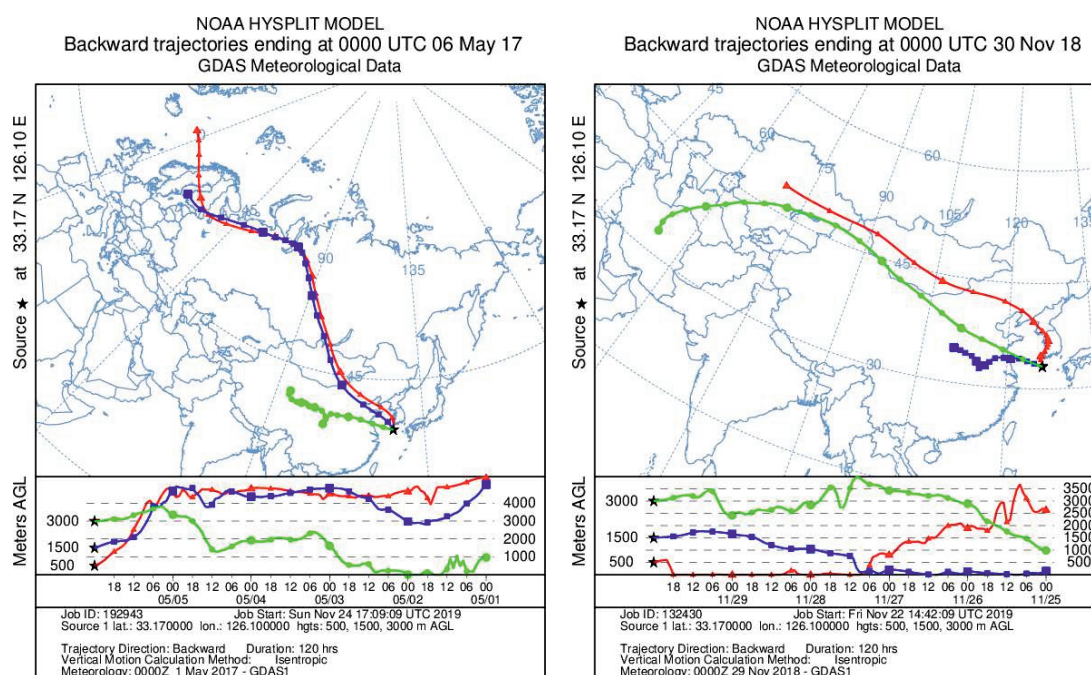 NOAA HYSPLIT MODEL
Backward trajectories ending at 0000 UTC 06 May 17
GDAS Meteorological Data
Source ★ at 33.17 N 126.10 E
0
45
90
135
45
Meters AGL
3000
1500
500
4000
3000
2000
1000
18 12 06 00 18 12 06 00 18 12 06 00 18 12 06 00 18 12 06 00
05/05 05/04 05/03 05/02 05/01
Job ID: 192943 Job Start: Sun Nov 24 17:09:09 UTC 2019
Source 1 lat.: 33.170000 lon.: 126.100000 hgts: 500, 1500, 3000 m AGL
Trajectory Direction: Backward Duration: 120 hrs
Vertical Motion Calculation Method: Isentropic
Meteorology: 0000Z 1 May 2017 - GDAS1
NOAA HYSPLIT MODEL
Backward trajectories ending at 0000 UTC 30 Nov 18
GDAS Meteorological Data
Source ★ at 33.17 N 126.10 E
45
60
60
90
105
120
45
30
Meters AGL
3000
1500
500
3500
3000
2500
2000
1500
1000
500
18 12 06 00 18 12 06 00 18 12 06 00 18 12 06 00 18 12 06 00
11/29 11/28 11/27 11/26 11/25
Job ID: 132430 Job Start: Fri Nov 22 14:42:09 UTC 2019
Source 1 lat.: 33.170000 lon.: 126.100000 hgts: 500, 1500, 3000 m AGL
Trajectory Direction: Backward Duration: 120 hrs
Vertical Motion Calculation Method: Isentropic
Meteorology: 0000Z 29 Nov 2018 - GDAS1